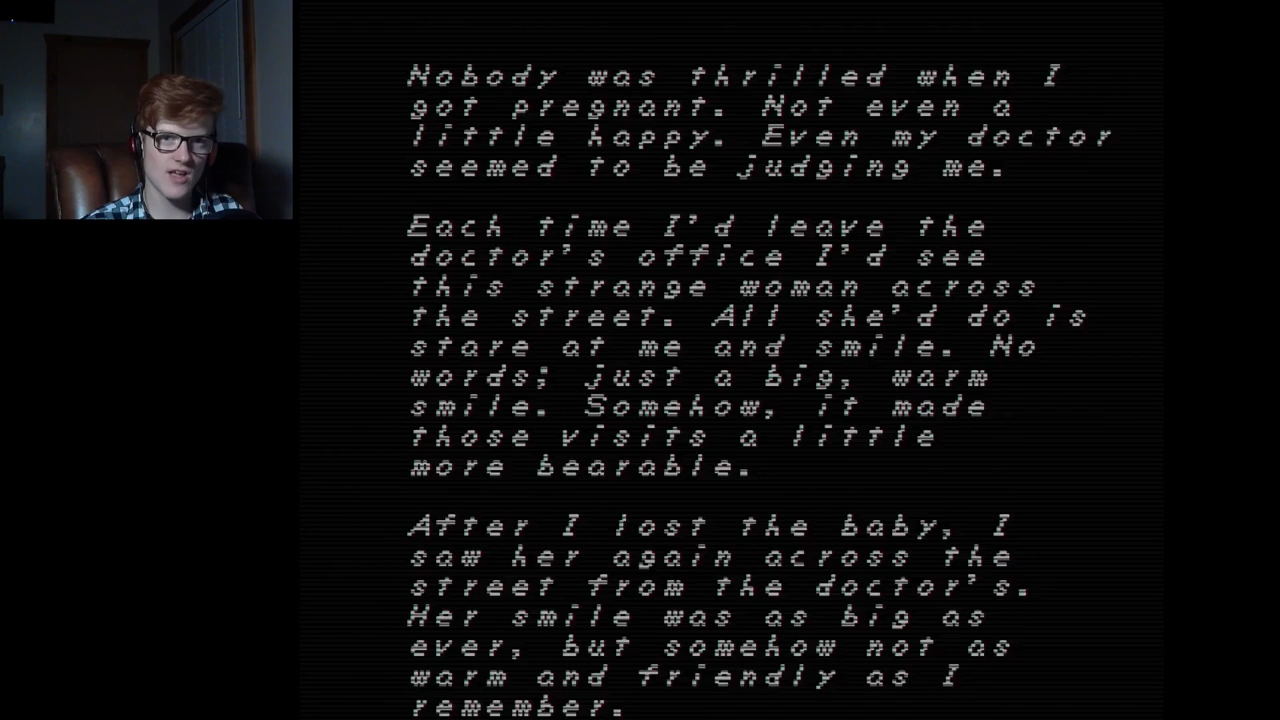 Nobody was thrilled when I
got pregnant. Not even a
little happy. Even my doctor
seemed to be judging me.
Each time I'd leave the
doctor's office I'd see
this strange woman across
the street. All she'd do is
stare at me and smile. No
words; just a big, warm
smile. Somehow, it made
those visits a little
more bearable.
After I lost the baby, I
saw her again across the
street from the doctor's.
Her smile was as big as
ever, but somehow not as
warm and friendly as I
remember.